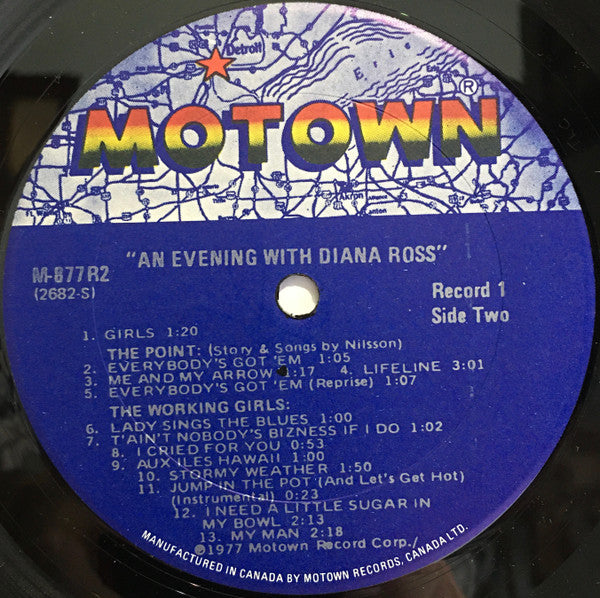 Detroit
Erie
MOTOWN®
Akron
Alliance
Canton
"AN EVENING WITH DIANA ROSS"
M-877R2
(2682-S)
Record 1
Side Two
1. GIRLS 1:20
THE POINT: (Story & Songs by Nilsson)
2. EVERYBODY'S GOT 'EM 1:05
3. ME AND MY ARROW 1:17 4. LIFELINE 3:01
5. EVERYBODY'S GOT 'EM (Reprise) 1:07
THE WORKING GIRLS:
6. LADY SINGS THE BLUES 1:00
7. T'AIN'T NOBODY'S BIZNESS IF I DO 1:02
8. I CRIED FOR YOU 0:53
9. AUX ILES HAWAII 1:00
10. STORMY WEATHER 1:50
11. JUMP IN THE POT (And Let's Get Hot)
(Instrumental) 0:23
12. I NEED A LITTLE SUGAR IN
MY BOWL 2:13
13. MY MAN 2:18
©1977 Motown Record Corp.
MANUFACTURED IN CANADA BY MOTOWN RECORDS, CANADA LTD.